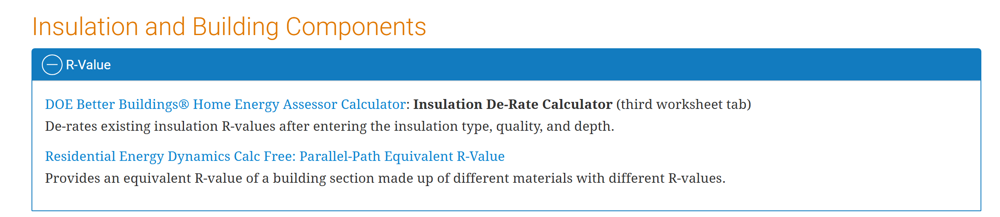 Insulation and Building Components
R-Value
DOE Better Buildings® Home Energy Assessor Calculator: Insulation De-Rate Calculator (third worksheet tab)
De-rates existing insulation R-values after entering the insulation type, quality, and depth.
Residential Energy Dynamics Calc Free: Parallel-Path Equivalent R-Value
Provides an equivalent R-value of a building section made up of different materials with different R-values.